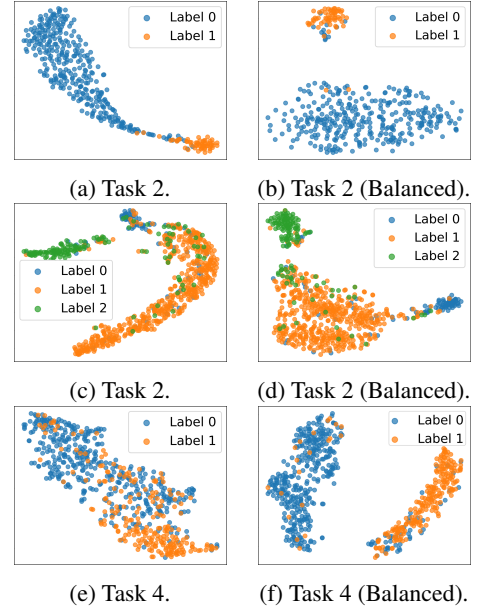 Label 0
Label 1
Label 0
Label 1
(a) Task 2.
(b) Task 2 (Balanced).
Label 0
Label 1
Label 2
Label 0
Label 1
Label 2
(c) Task 2.
(d) Task 2 (Balanced).
Label 0
Label 1
Label 0
Label 1
(e) Task 4.
(f) Task 4 (Balanced).